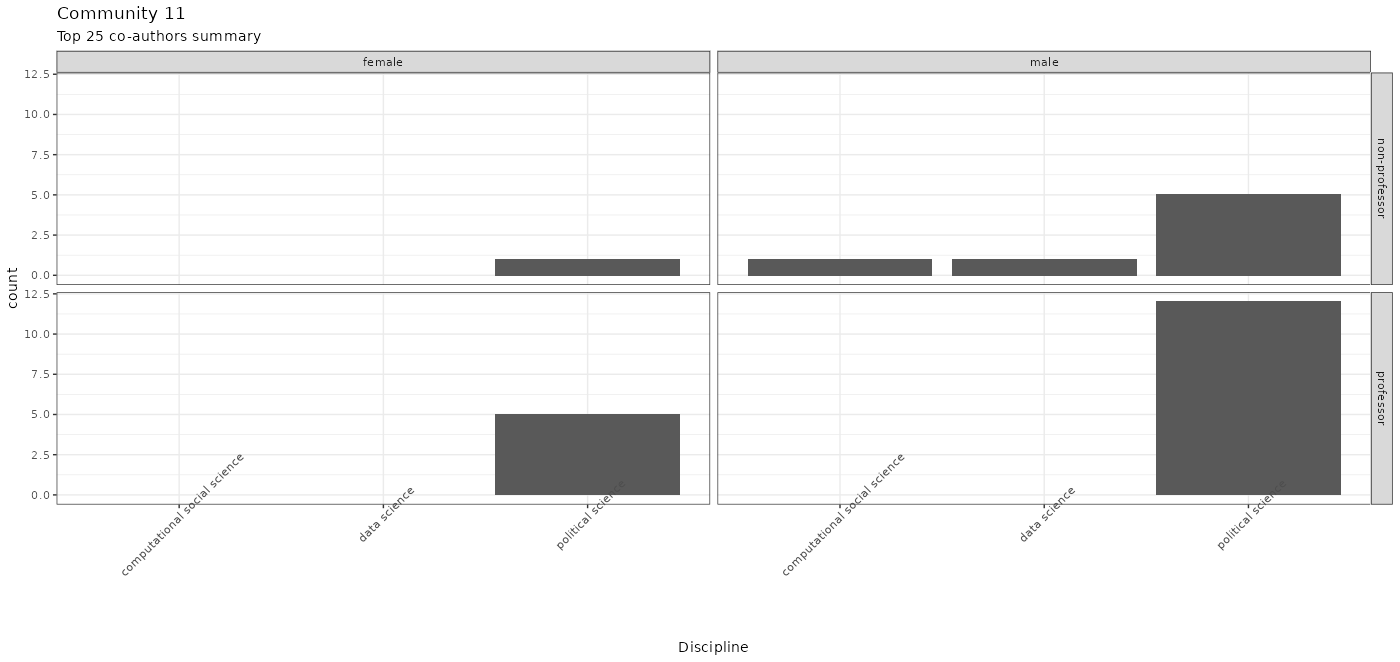 Community 11
Top 25 co-authors summary
female
male
12.5
10.0
7.5
5.0
2.5
0.0
non-professor
12.5
10.0
7.5
5.0
2.5
0.0
professor
count
computational social science
data science
political science
computational social science
data science
political science
Discipline